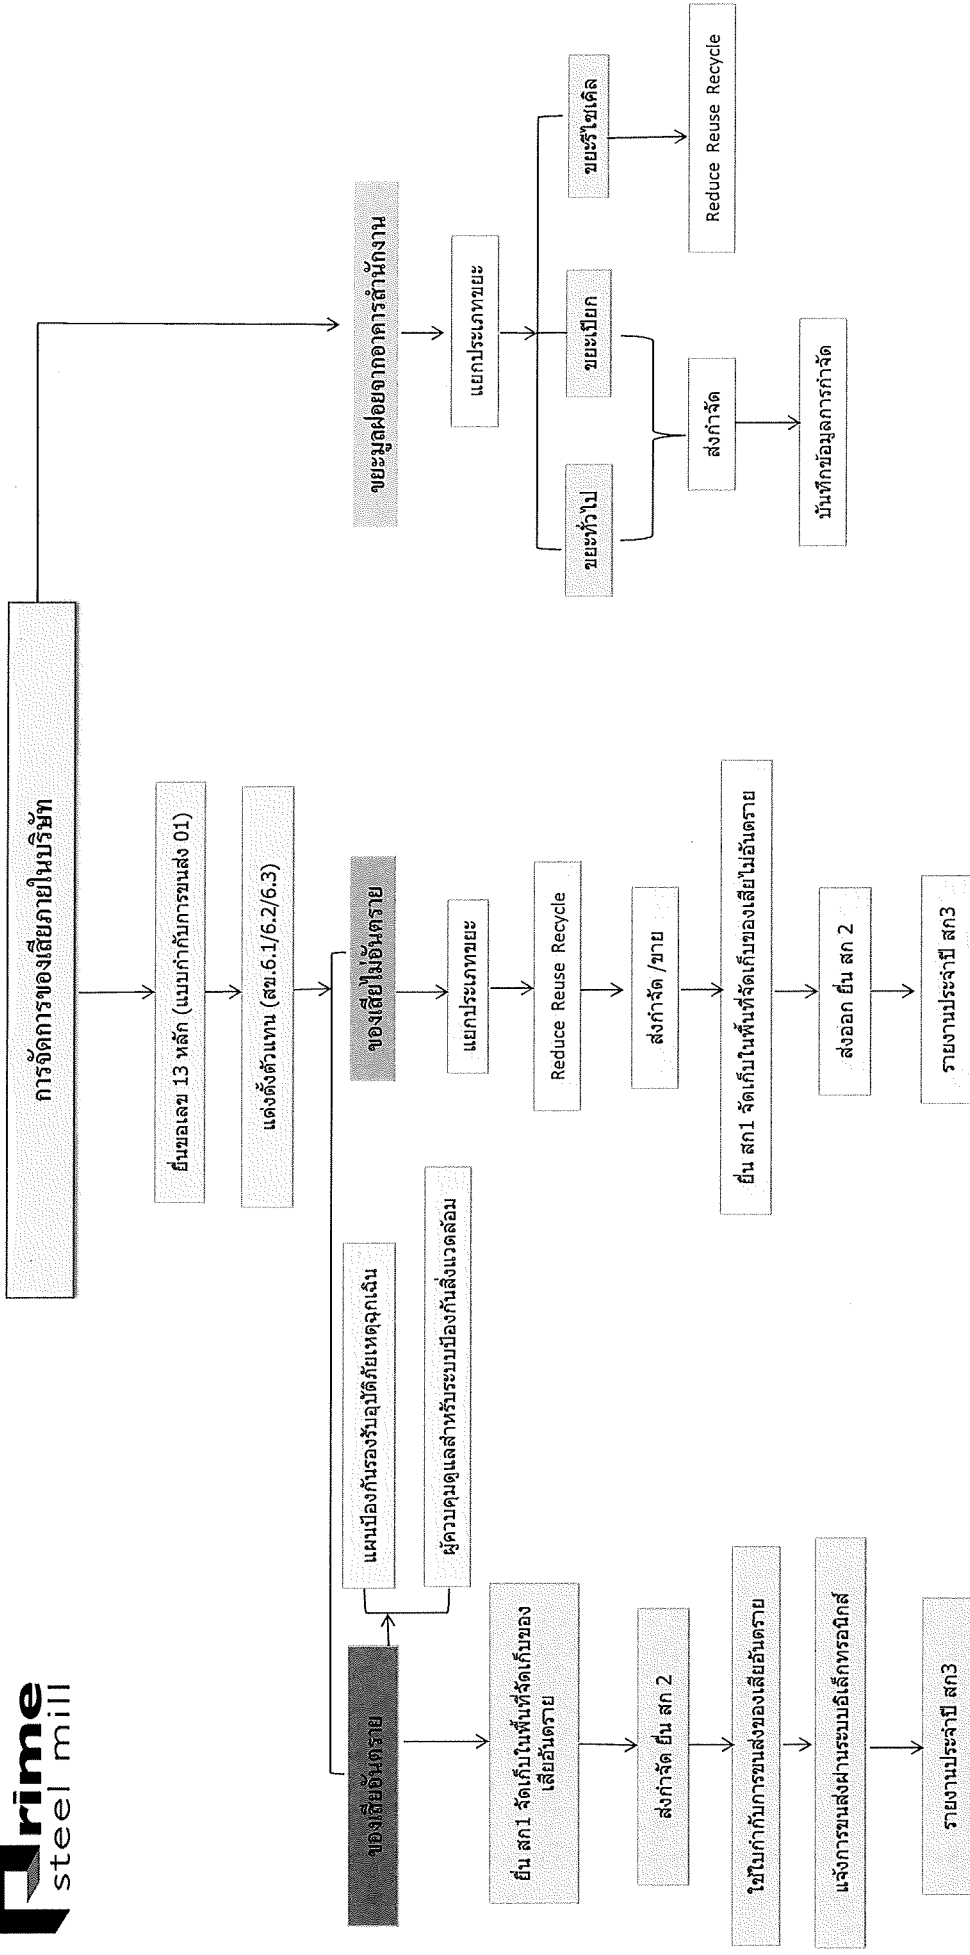 Prime
steel mill
การจัดการของเสียภายในบริษัท
ยื่นขอเลข 13 หลัก (แบบกำกับการขนส่ง 01)
แต่งตั้งตัวแทน (สข.6.1/6.2/6.3)
ของเสียอันตราย
แผนป้องกันรองรับอุบัติภัยเหตุฉุกเฉิน
ผู้ควบคุมดูแลสำหรับระบบป้องกันสิ่งแวดล้อม
ยื่น สก1 จัดเก็บในพื้นที่จัดเก็บของ
เสียอันตราย
ส่งกำจัด ยื่น สก 2
ใช้ใบกำกับการขนส่งของเสียอันตราย
แจ้งการขนส่งผ่านระบบอิเล็กทรอนิกส์
รายงานประจำปี สก3
ของเสียไม่อันตราย
แยกประเภทขยะ
Reduce Reuse Recycle
ส่งกำจัด /ขาย
ยื่น สก1 จัดเก็บในพื้นที่จัดเก็บของเสียไม่อันตราย
ส่งออก ยื่น สก 2
รายงานประจำปี สก3
ขยะมูลฝอยจากอาคารสำนักงาน
แยกประเภทขยะ
ขยะทั่วไป
ขยะเปียก
ขยะรีไซเคิล
ส่งกำจัด
บันทึกข้อมูลการกำจัด
Reduce Reuse Recycle